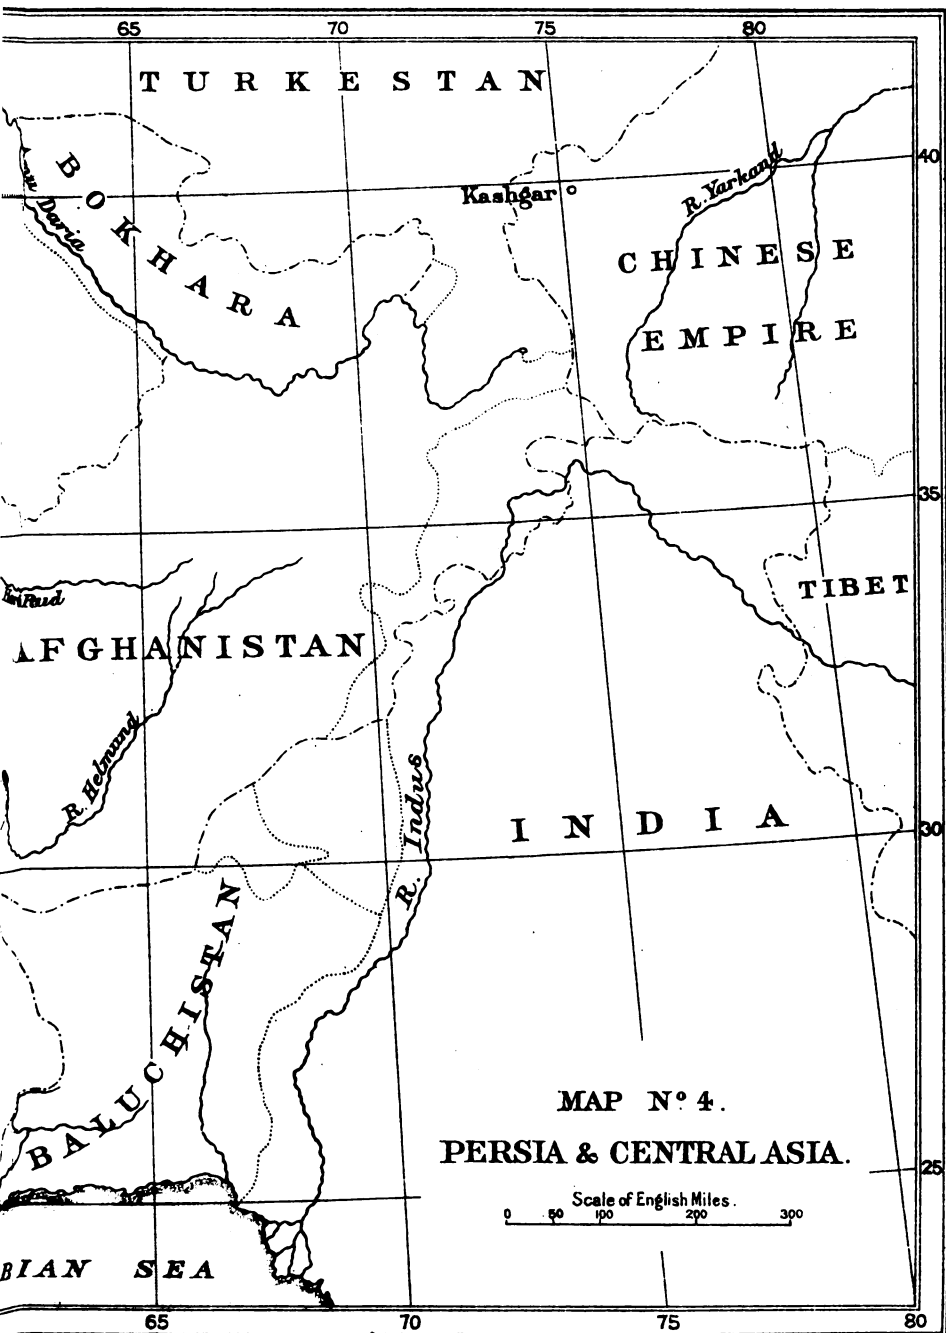 65 70 75 80
TURKESTAN
BOKHARA
40
Daria
Kashgar
R. Yarkand
CHINESE
EMPIRE
35
TIBET
Rud
AFGHANISTAN
R. Helmund
R. Indus
INDIA
30
BALUCHISTAN
MAP Nº 4.
PERSIA & CENTRAL ASIA.
25
Scale of English Miles.
0 50 100 200 300
BIAN SEA
65 70 75 80